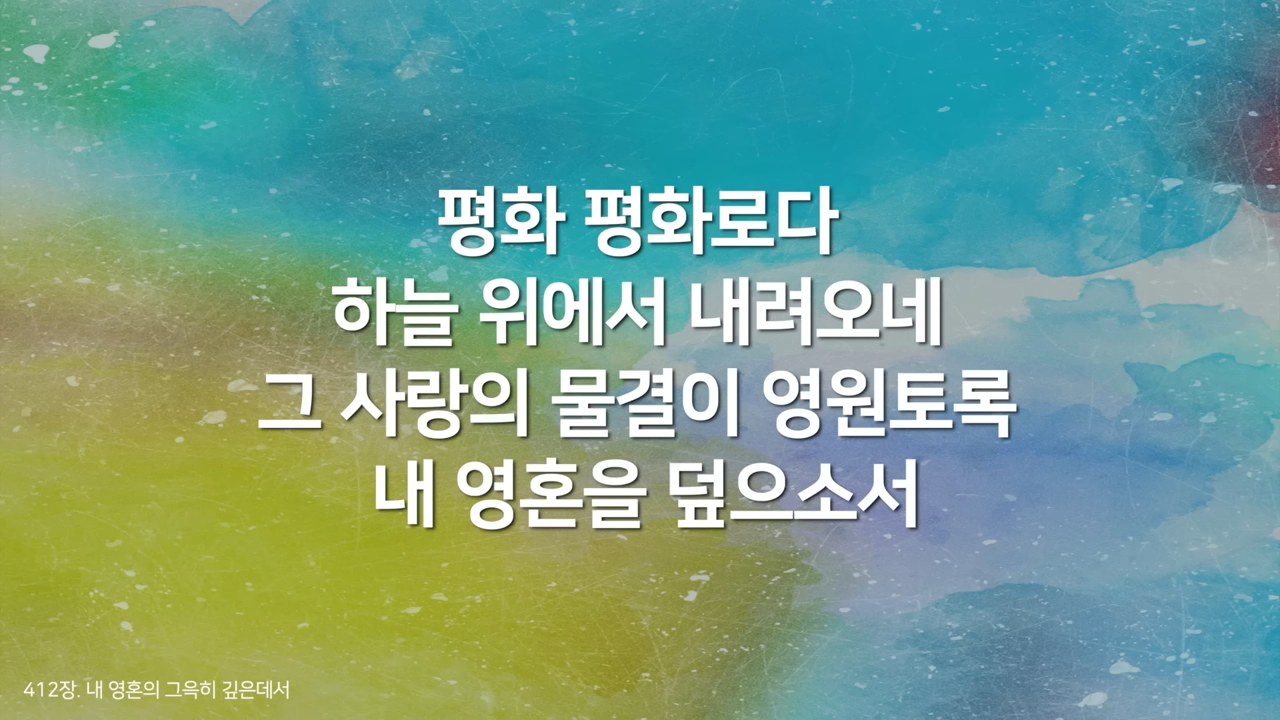 평화 평화로다
하늘 위에서 내려오네
그 사랑의 물결이 영원토록
내 영혼을 덮으소서
412장. 내 영혼의 그윽히 깊은데서